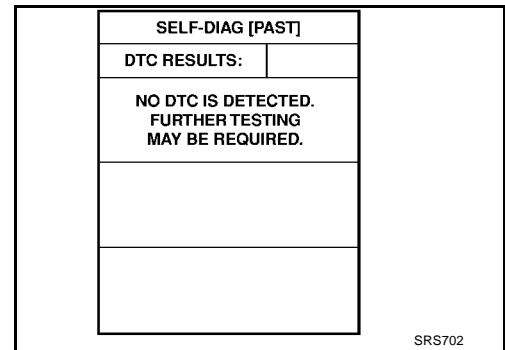 SELF-DIAG [PAST]
DTC RESULTS:
NO DTC IS DETECTED.
FURTHER TESTING
MAY BE REQUIRED.
SRS702